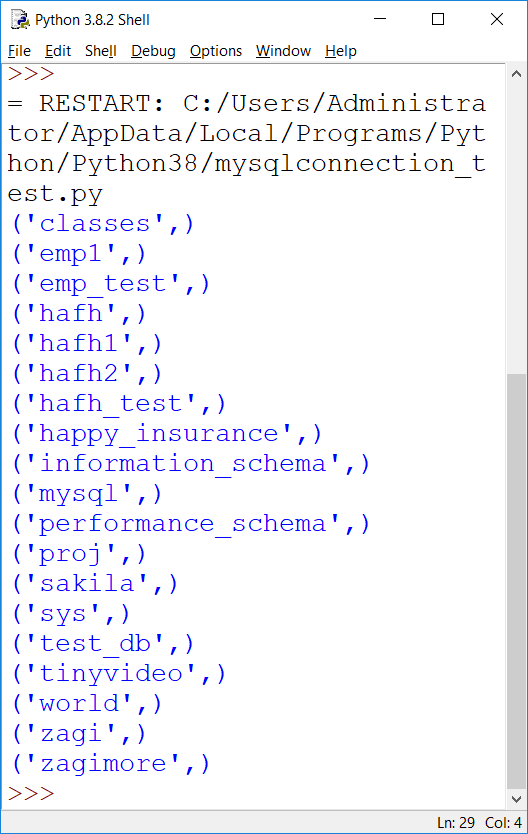 Python 3.8.2 Shell
File Edit Shell Debug Options Window Help
>>>
= RESTART: C:/Users/Administra
tor/AppData/Local/Programs/Pyt
hon/Python38/mysqlconnection_t
est.py
('classes',)
('emp1',)
('emp_test',)
('hafh',)
('hafh1',)
('hafh2',)
('hafh_test',)
('happy_insurance',)
('information_schema',)
('mysql',)
('performance_schema',)
('proj',)
('sakila',)
('sys',)
('test_db',)
('tinyvideo',)
('world',)
('zagi',)
('zagimore',)
>>>
Ln: 29 Col: 4